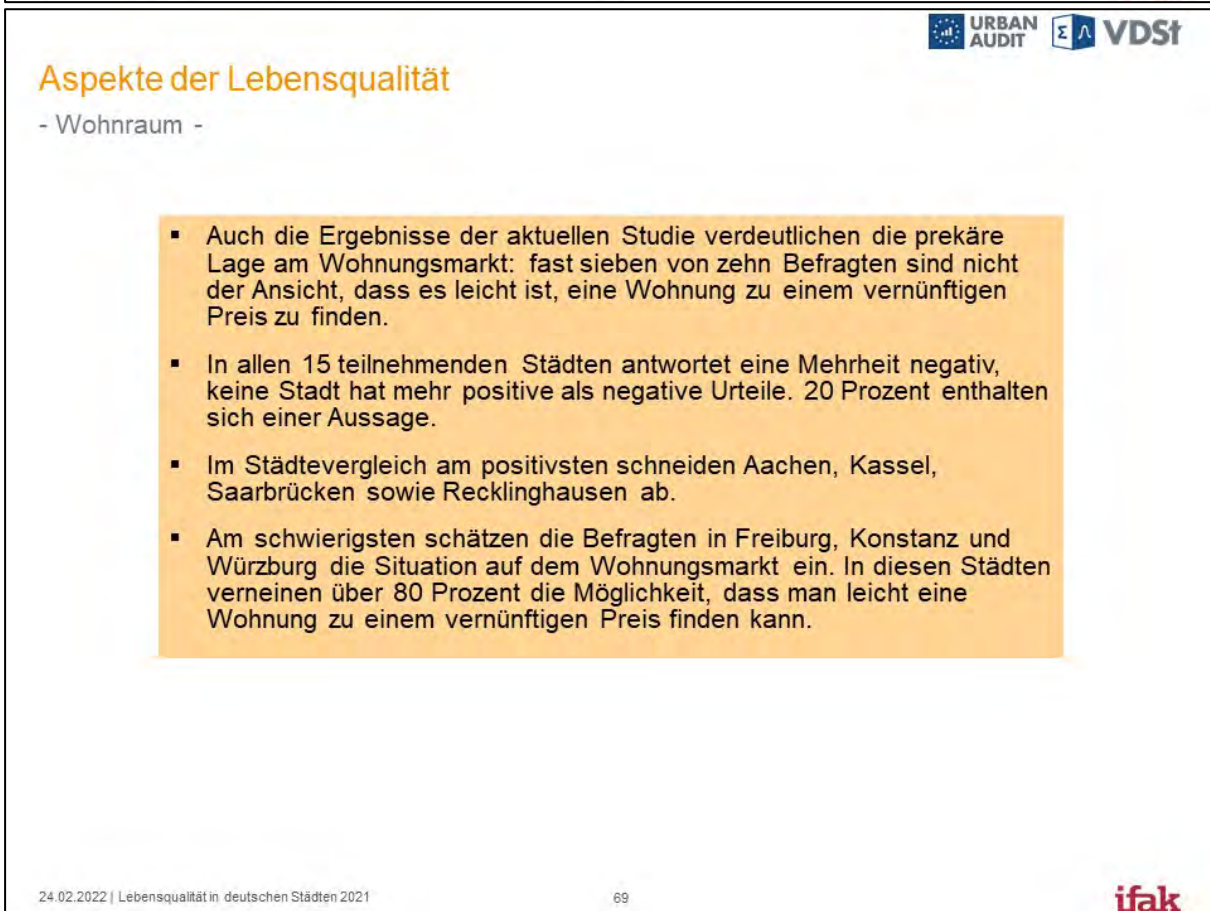 URBAN
AUDIT
VDSt
Aspekte der Lebensqualität
- Wohnraum -
▪ Auch die Ergebnisse der aktuellen Studie verdeutlichen die prekäre
Lage am Wohnungsmarkt: fast sieben von zehn Befragten sind nicht
der Ansicht, dass es leicht ist, eine Wohnung zu einem vernünftigen
Preis zu finden.
▪ In allen 15 teilnehmenden Städten antwortet eine Mehrheit negativ,
keine Stadt hat mehr positive als negative Urteile. 20 Prozent enthalten
sich einer Aussage.
▪ Im Städtevergleich am positivsten schneiden Aachen, Kassel,
Saarbrücken sowie Recklinghausen ab.
▪ Am schwierigsten schätzen die Befragten in Freiburg, Konstanz und
Würzburg die Situation auf dem Wohnungsmarkt ein. In diesen Städten
verneinen über 80 Prozent die Möglichkeit, dass man leicht eine
Wohnung zu einem vernünftigen Preis finden kann.
24.02.2022 | Lebensqualität in deutschen Städten 2021
69
ifak